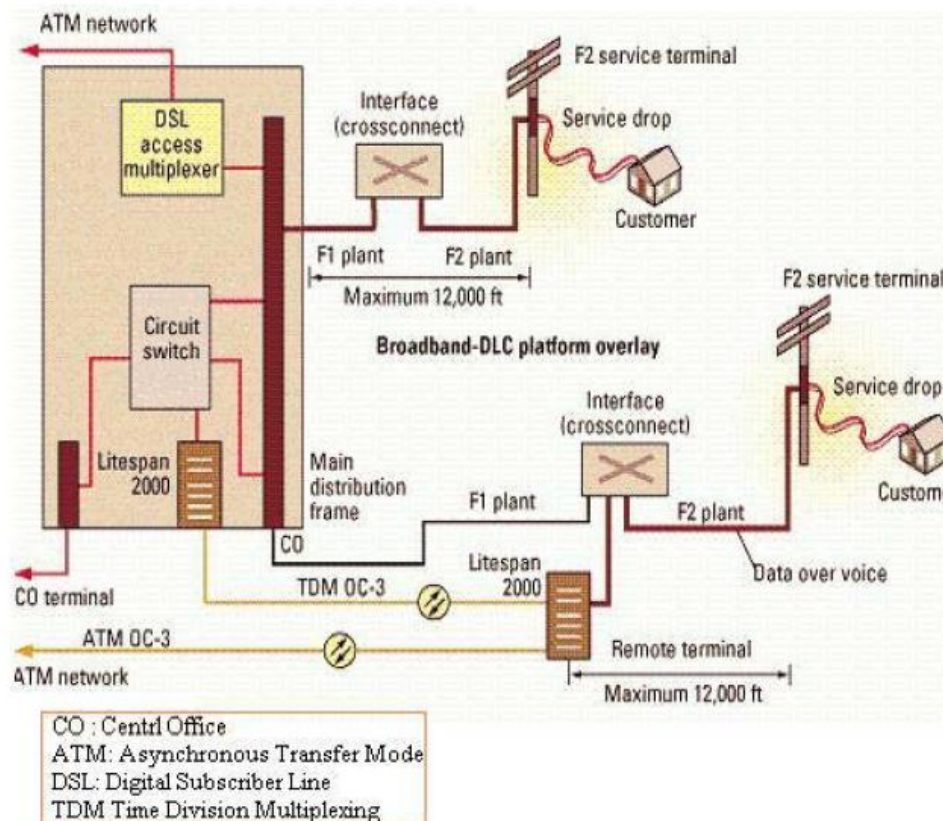 ATM network
F2 service terminal
Interface
(crossconnect)
DSL
access
multiplexer
Service drop
Customer
F1 plant
F2 plant
Maximum 12,000 ft
F2 service terminal
Circuit
switch
Broadband-DLC platform overlay
Service drop
Interface
(crossconnect)
Litespan
2000
Main
distribution
frame
F1 plant
F2 plant
Custome
CO
Litespan
2000
Data over voice
CO terminal
TDM OC-3
ATM OC-3
Remote terminal
ATM network
Maximum 12,000 ft
CO : Centrl Office
ATM: Asynchronous Transfer Mode
DSL: Digital Subscriber Line
TDM Time Division Multiplexing